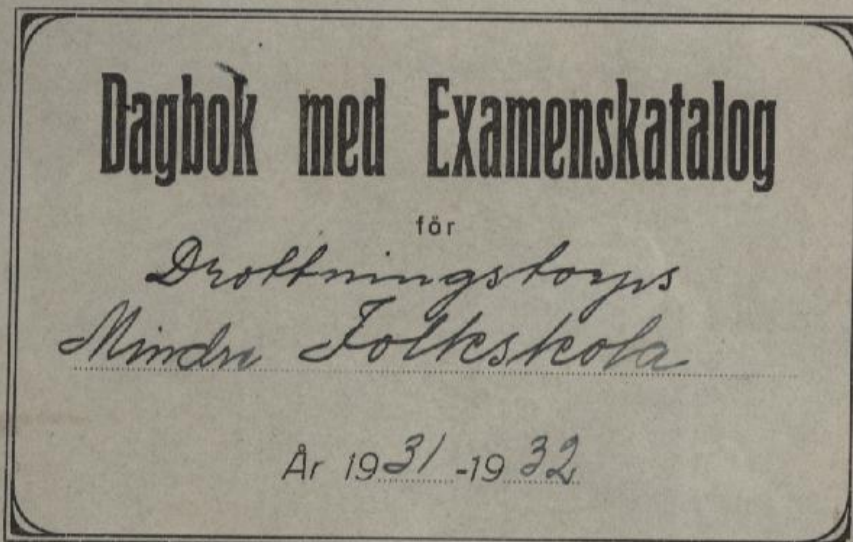 Dagbok med Examenskatalog
för
Drottningstorps
Mindre Folkskola
År 1931-1932